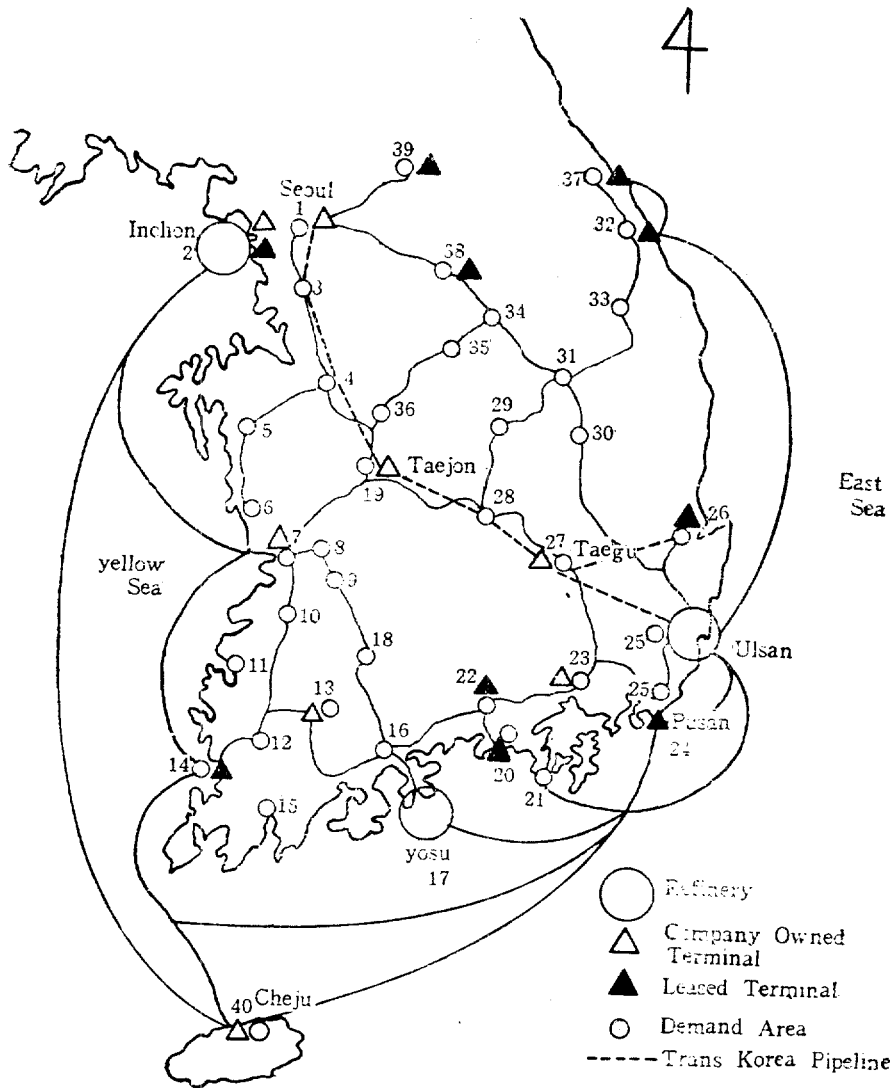 4
39
Seoul
1
37
Inchon
2
32
38
3
34
33
35
31
4
36
29
5
30
Taejon
19
28
26
East
Sea
6
27
Taegu
7
8
yellow
Sea
9
10
25
Ulsan
18
11
22
23
25
13
Pusan
24
12
16
14
20
21
15
yosu
17
Refinery
Company Owned
Terminal
Leased Terminal
40
Cheju
Demand Area
Trans Korea Pipeline